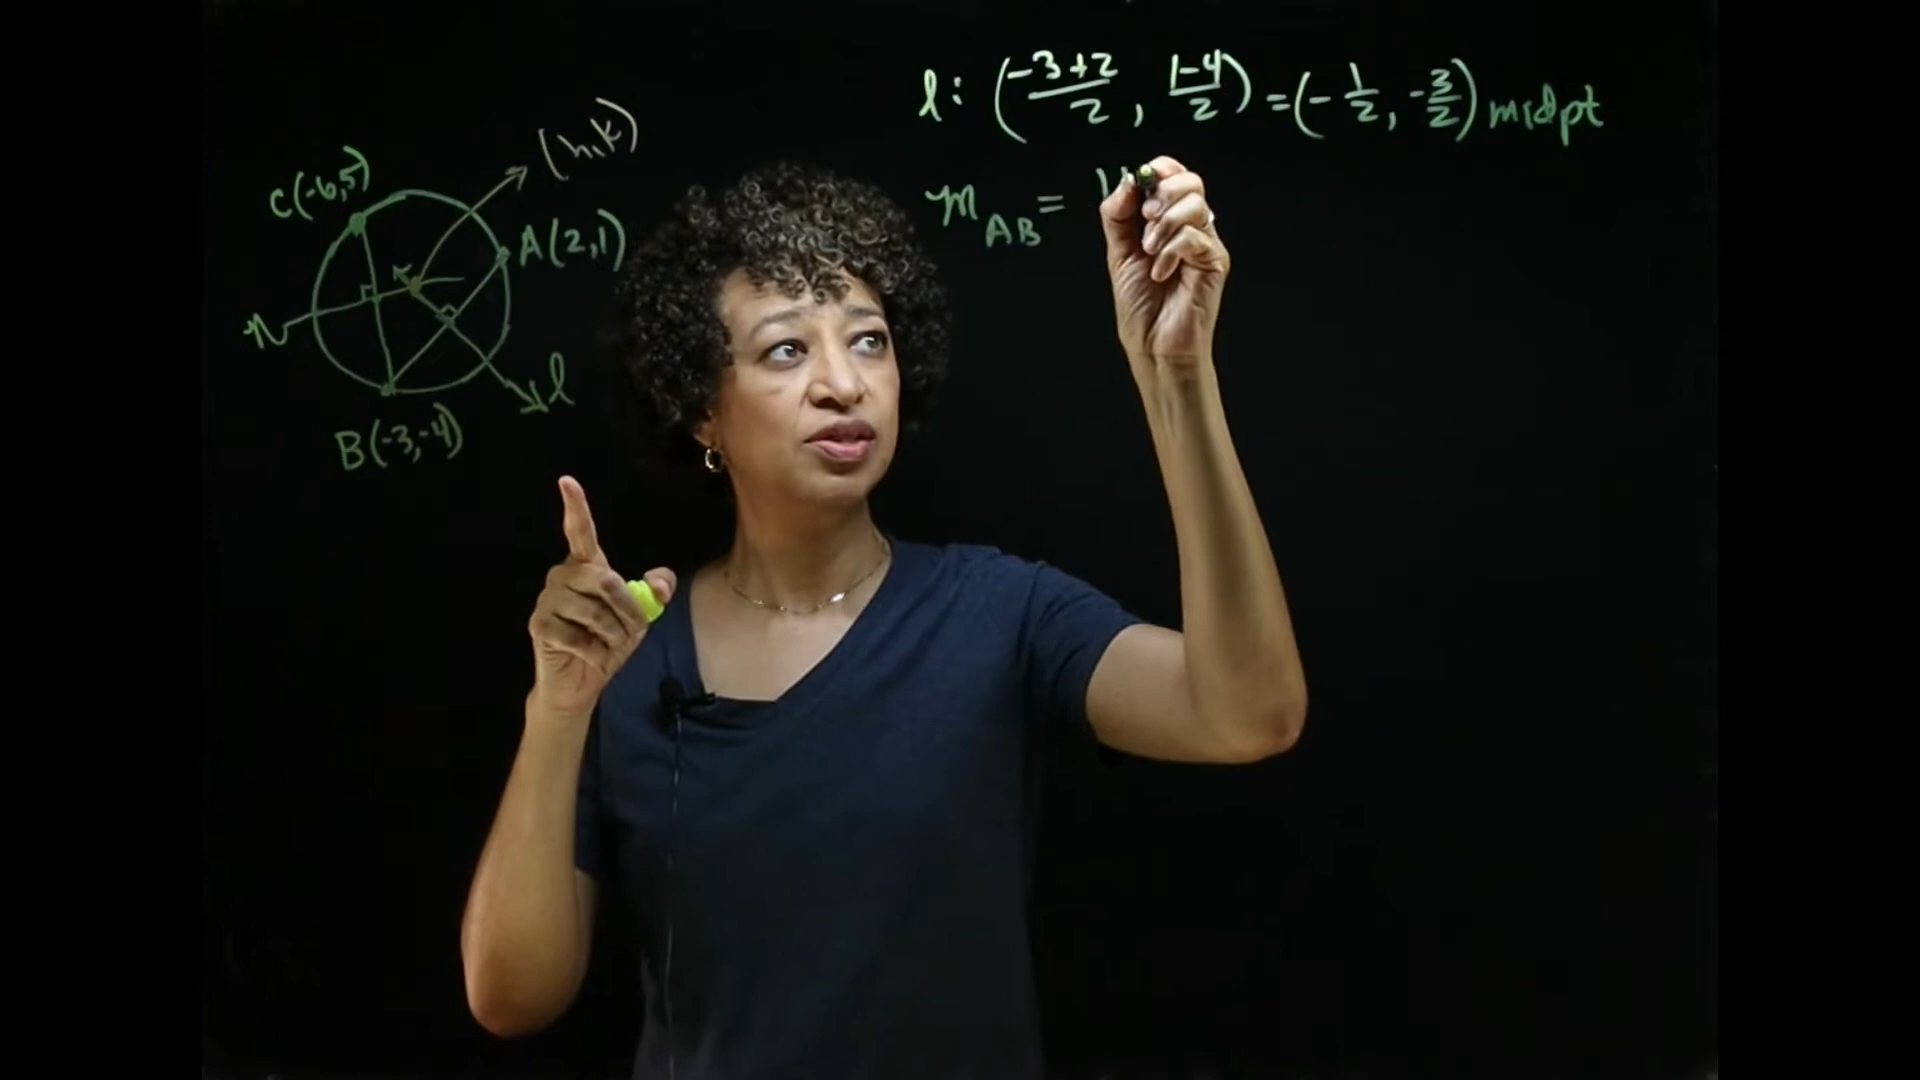 l: (-3+2/2, 1-4/2) = (-1/2, -3/2) midpt
m_AB =
(h,k)
C(-6,5)
A(2,1)
n
l
B(-3,-4)